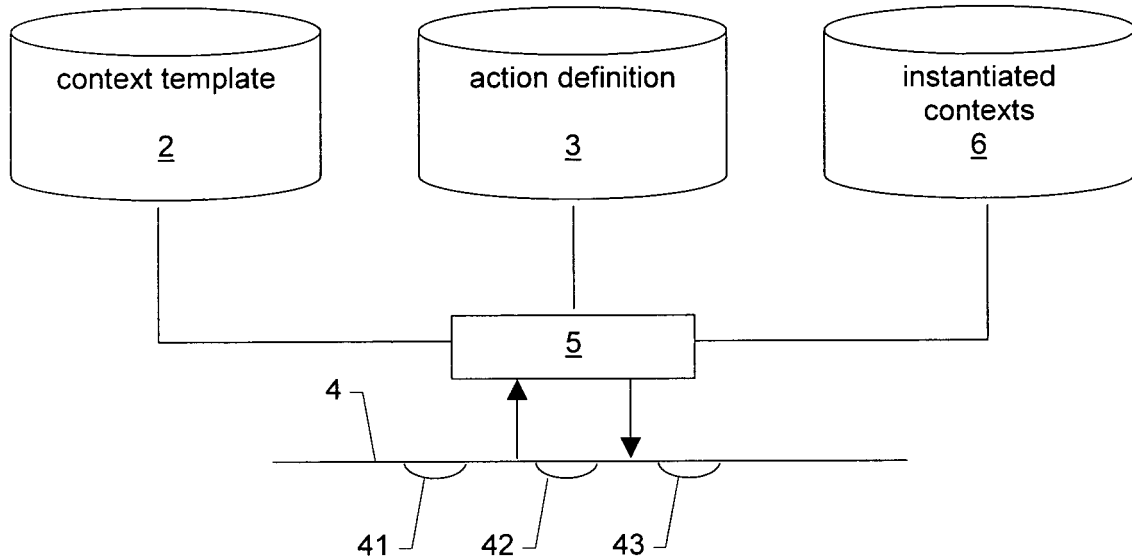 context template
2
action definition
3
instantiated
contexts
6
5
4
41
42
43